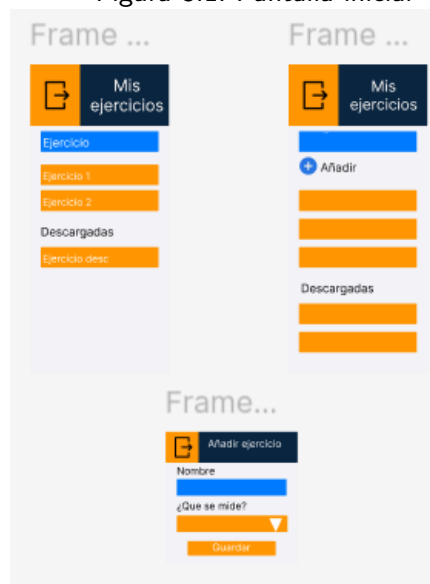 Figura 3.1: Pantalla inicial
Frame ...
Mis
ejercicios
Ejercicio
Ejercicio 1
Ejercicio 2
Descargadas
Ejercicio desc
Frame ...
Mis
ejercicios
Añadir
Descargadas
Frame...
Añadir ejercicio
Nombre
¿Que se mide?
Guardar